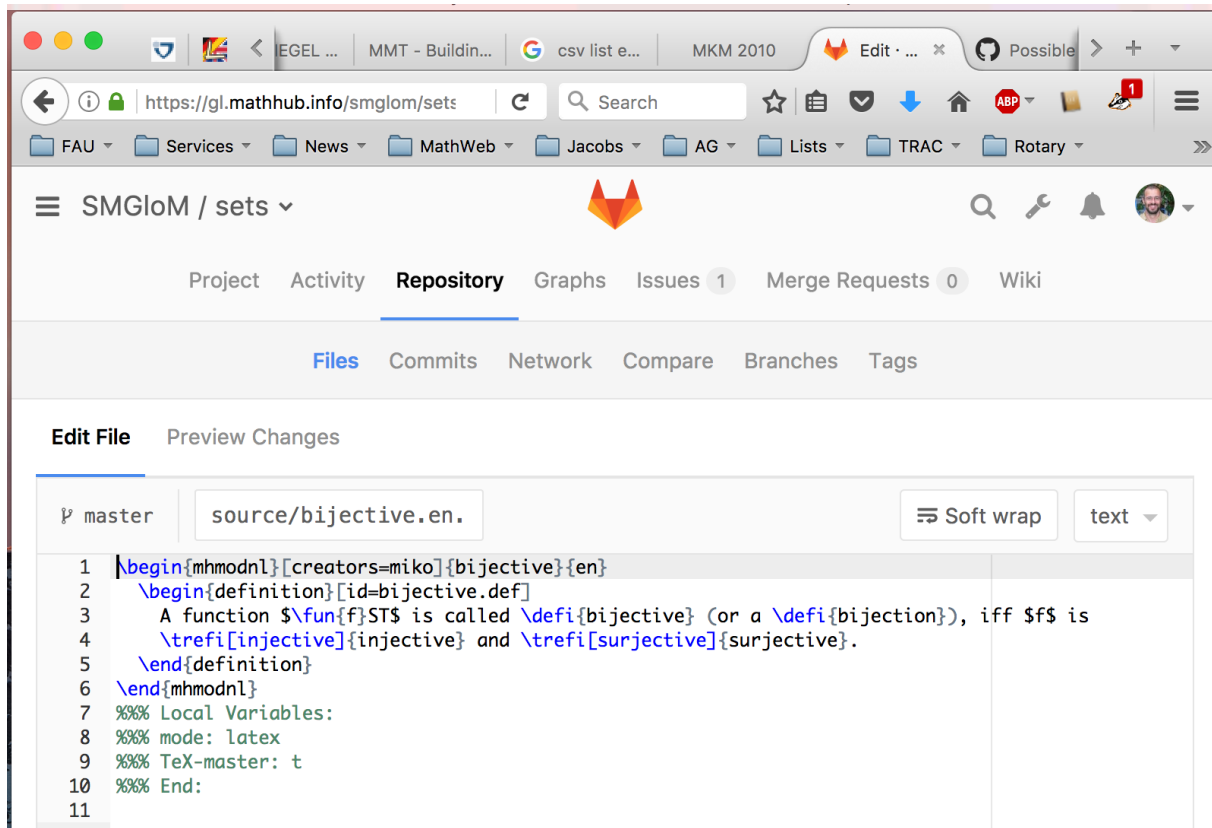 IEGEL ... MMT - Buildin... G csv list e... MKM 2010 Edit · ... × Possible
https://gl.mathhub.info/smglom/sets Search ABP 1
FAU Services News MathWeb Jacobs AG Lists TRAC Rotary
SMGloM / sets
Project Activity Repository Graphs Issues 1 Merge Requests 0 Wiki
Files Commits Network Compare Branches Tags
Edit File Preview Changes
master source/bijective.en. Soft wrap text
1 \begin{mhmodnl}[creators=miko]{bijective}{en}
2 \begin{definition}[id=bijective.def]
3 A function $\fun{f}ST$ is called \defi{bijective} (or a \defi{bijection}), iff $f$ is
4 \trefi[injective]{injective} and \trefi[surjective]{surjective}.
5 \end{definition}
6 \end{mhmodnl}
7 %%% Local Variables:
8 %%% mode: latex
9 %%% TeX-master: t
10 %%% End:
11